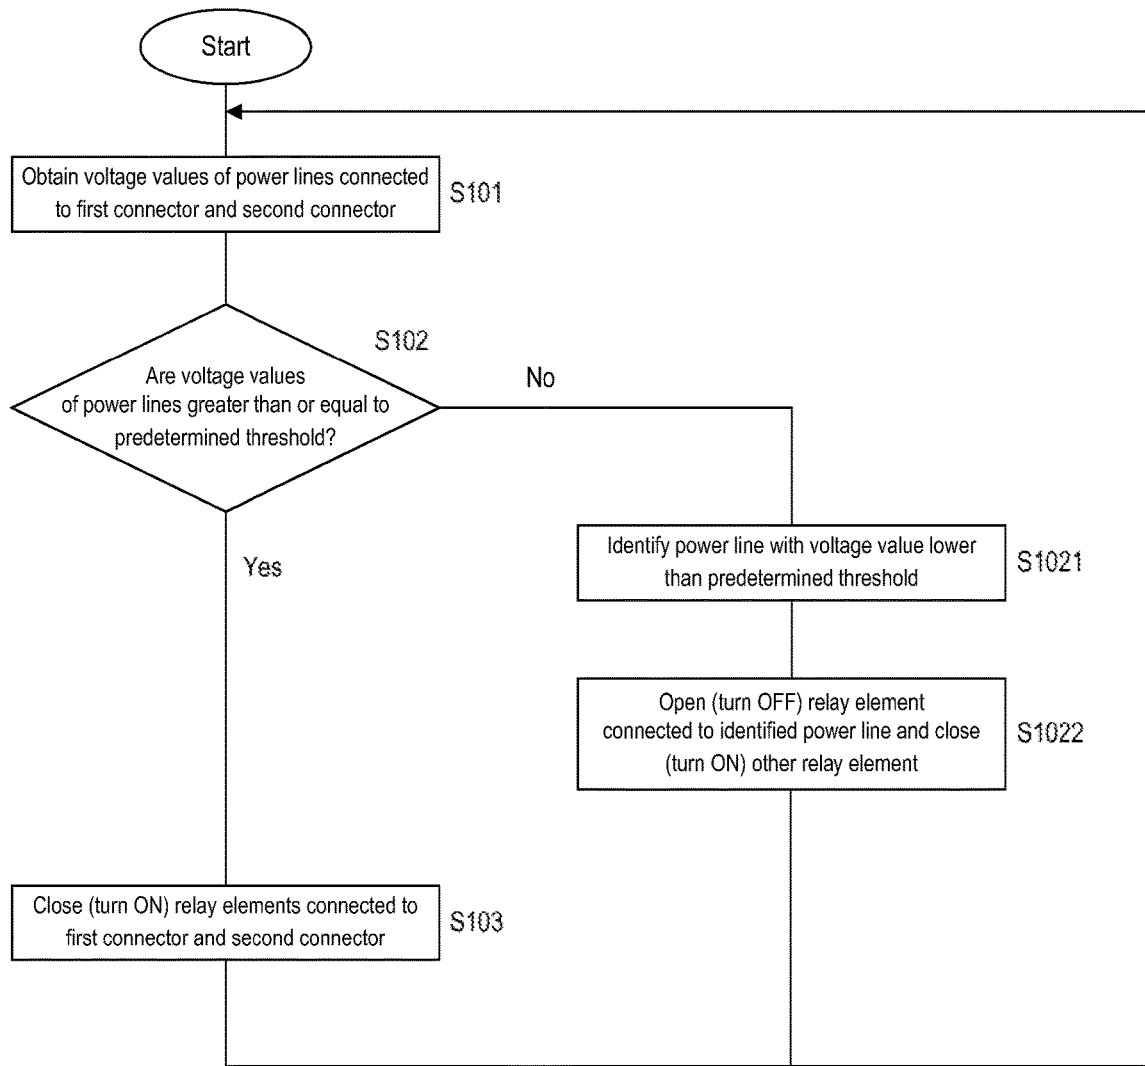 Start
Obtain voltage values of power lines connected
to first connector and second connector
S101
S102
Are voltage values
of power lines greater than or equal to
predetermined threshold?
No
Yes
Identify power line with voltage value lower
than predetermined threshold
S1021
Open (turn OFF) relay element
connected to identified power line and close
(turn ON) other relay element
S1022
Close (turn ON) relay elements connected to
first connector and second connector
S103